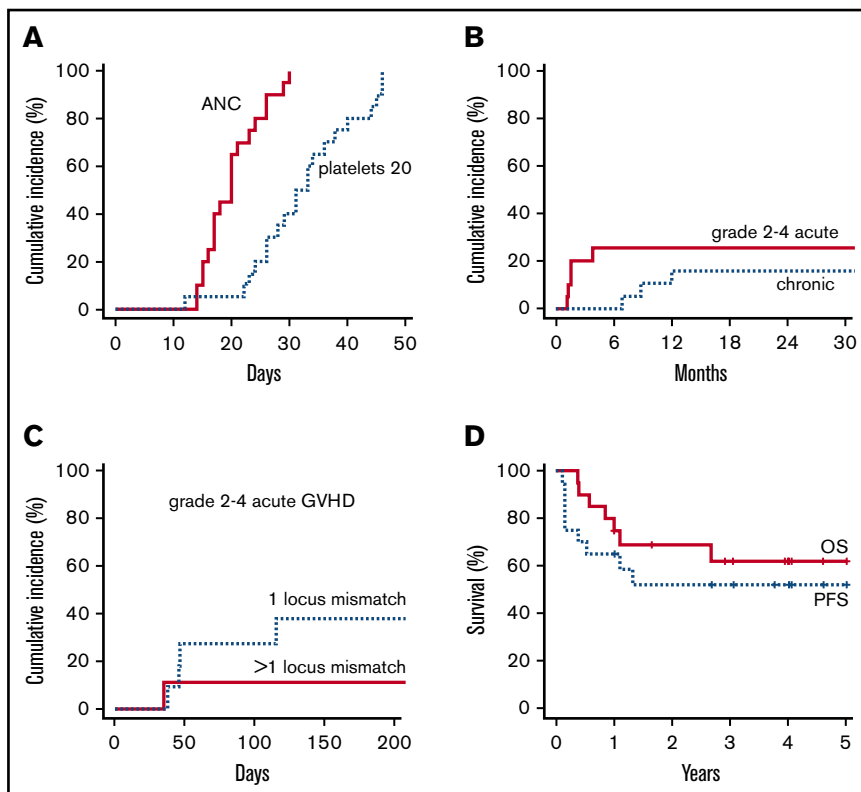 A
Cumulative incidence (%)
100
80
60
40
20
0
ANC
platelets 20
0 10 20 30 40 50
Days
B
Cumulative incidence (%)
100
80
60
40
20
0
grade 2-4 acute
chronic
0 6 12 18 24 30
Months
C
Cumulative incidence (%)
100
80
60
40
20
0
grade 2-4 acute GVHD
1 locus mismatch
>1 locus mismatch
0 50 100 150 200
Days
D
Survival (%)
100
80
60
40
20
0
OS
PFS
0 1 2 3 4 5
Years